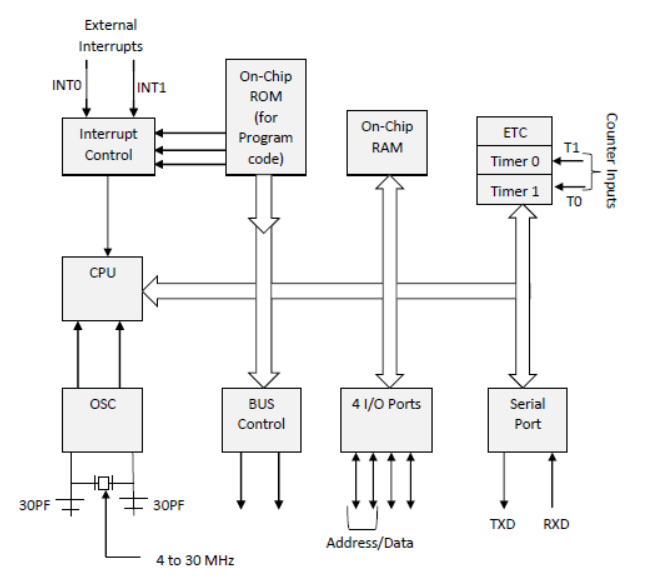 External
Interrupts
INT0
INT1
Interrupt
Control
On-Chip
ROM
(for
Program
code)
On-Chip
RAM
ETC
Timer 0
Timer 1
T1
T0
Counter Inputs
CPU
OSC
BUS
Control
4 I/O Ports
Serial
Port
30PF
30PF
4 to 30 MHz
Address/Data
TXD
RXD